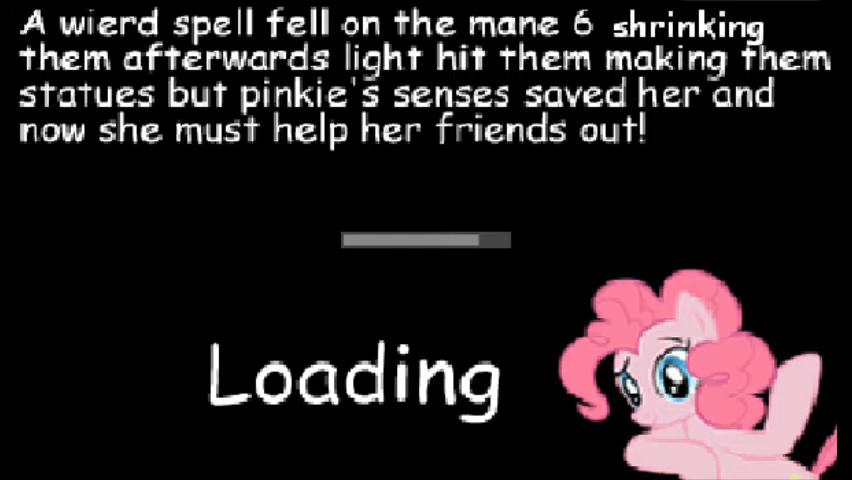 A wierd spell fell on the mane 6 shrinking
them afterwards light hit them making them
statues but pinkie's senses saved her and
now she must help her friends out!
Loading